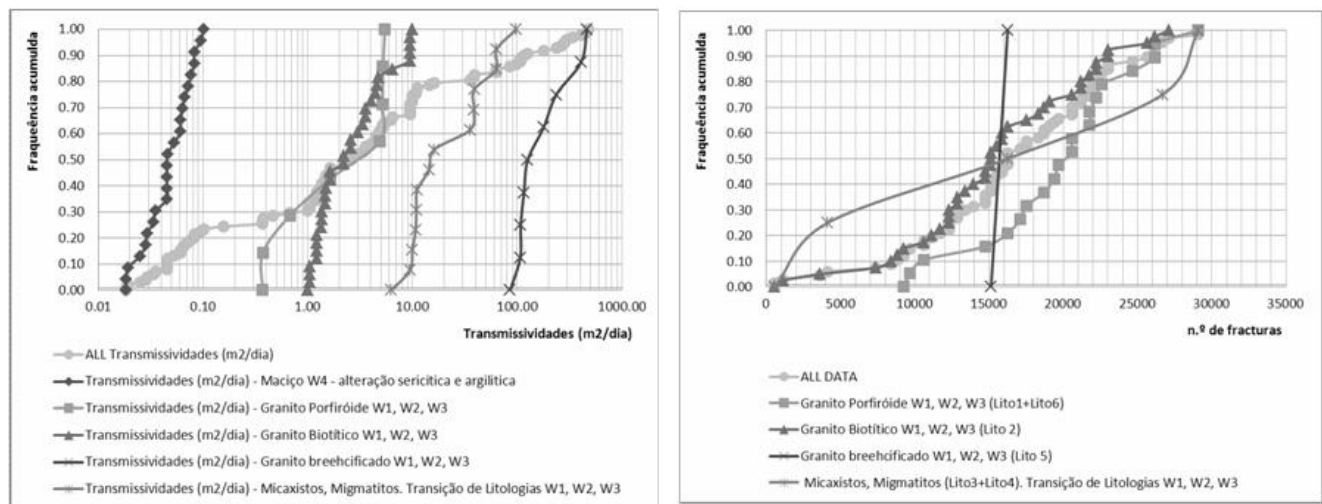 Fraqueência acumulda
1.00
0.90
0.80
0.70
0.60
0.50
0.40
0.30
0.20
0.10
0.00
0.01 0.10 1.00 10.00 100.00 1000.00
Transmissividades (m2/dia)
ALL Transmissividades (m2/dia)
Transmissividades (m2/dia) - Maciço W4 - alteração sericitica e argilitica
Transmissividades (m2/dia) - Granito Porfiróide W1, W2, W3
Transmissividades (m2/dia) - Granito Biotítico W1, W2, W3
Transmissividades (m2/dia) - Granito breehcificado W1, W2, W3
Transmissividades (m2/dia) - Micaxistos, Migmatitos. Transição de Litologias W1, W2, W3
Fraqueência acumulda
1.00
0.90
0.80
0.70
0.60
0.50
0.40
0.30
0.20
0.10
0.00
0 5000 10000 15000 20000 25000 30000 35000
n.º de fracturas
ALL DATA
Granito Porfiróide W1, W2, W3 (Lito1+Lito6)
Granito Biotítico W1, W2, W3 (Lito 2)
Granito breehcificado W1, W2, W3 (Lito 5)
Micaxistos, Migmatitos (Lito3+Lito4). Transição de Litologias W1, W2, W3